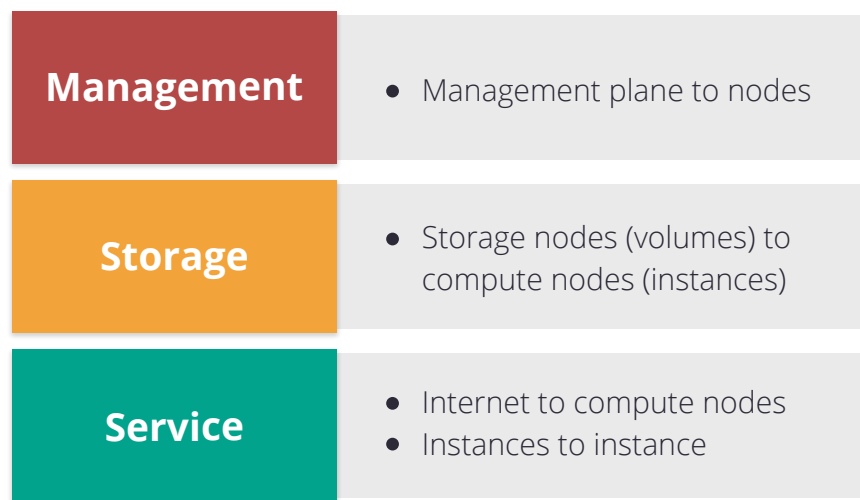 Management
• Management plane to nodes
Storage
• Storage nodes (volumes) to
compute nodes (instances)
Service
• Internet to compute nodes
• Instances to instance